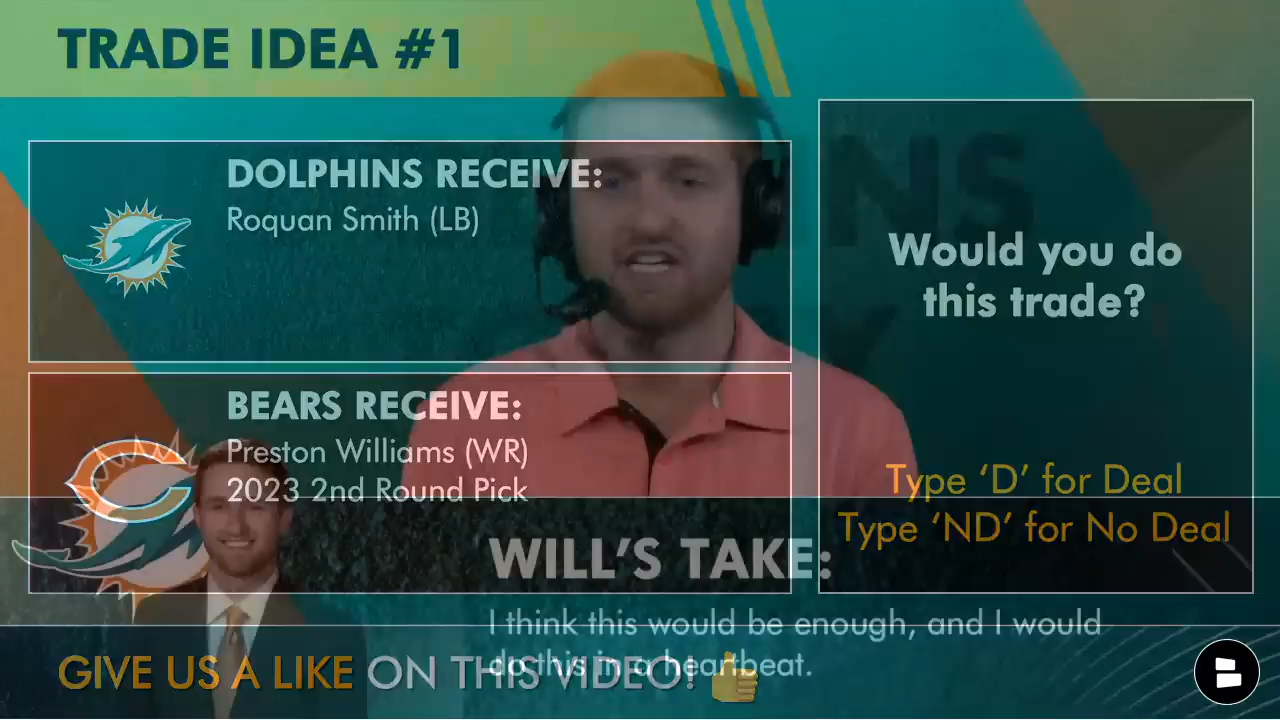 TRADE IDEA #1
DOLPHINS RECEIVE:
Roquan Smith (LB)
BEARS RECEIVE:
Preston Williams (WR)
2023 2nd Round Pick
Would you do
this trade?
Type ‘D’ for Deal
Type ‘ND’ for No Deal
WILL’S TAKE:
I think this would be enough, and I would
do this in a heartbeat.
GIVE US A LIKE ON THIS VIDEO!
NS